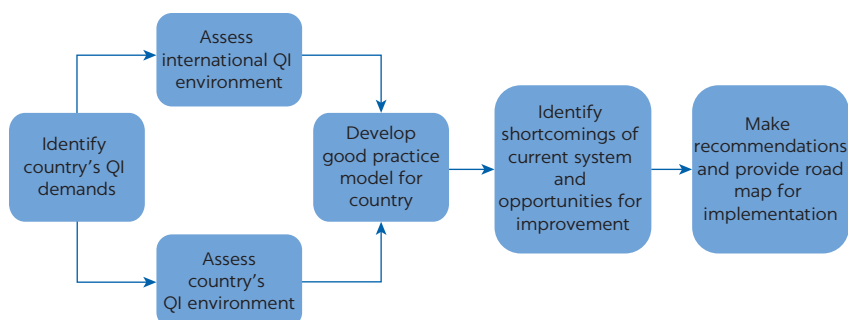 Assess
international QI
environment
Identify
country's QI
demands
Assess
country's
QI environment
Develop
good practice
model for
country
Identify
shortcomings of
current system
and
opportunities for
improvement
Make
recommendations
and provide road
map for
implementation